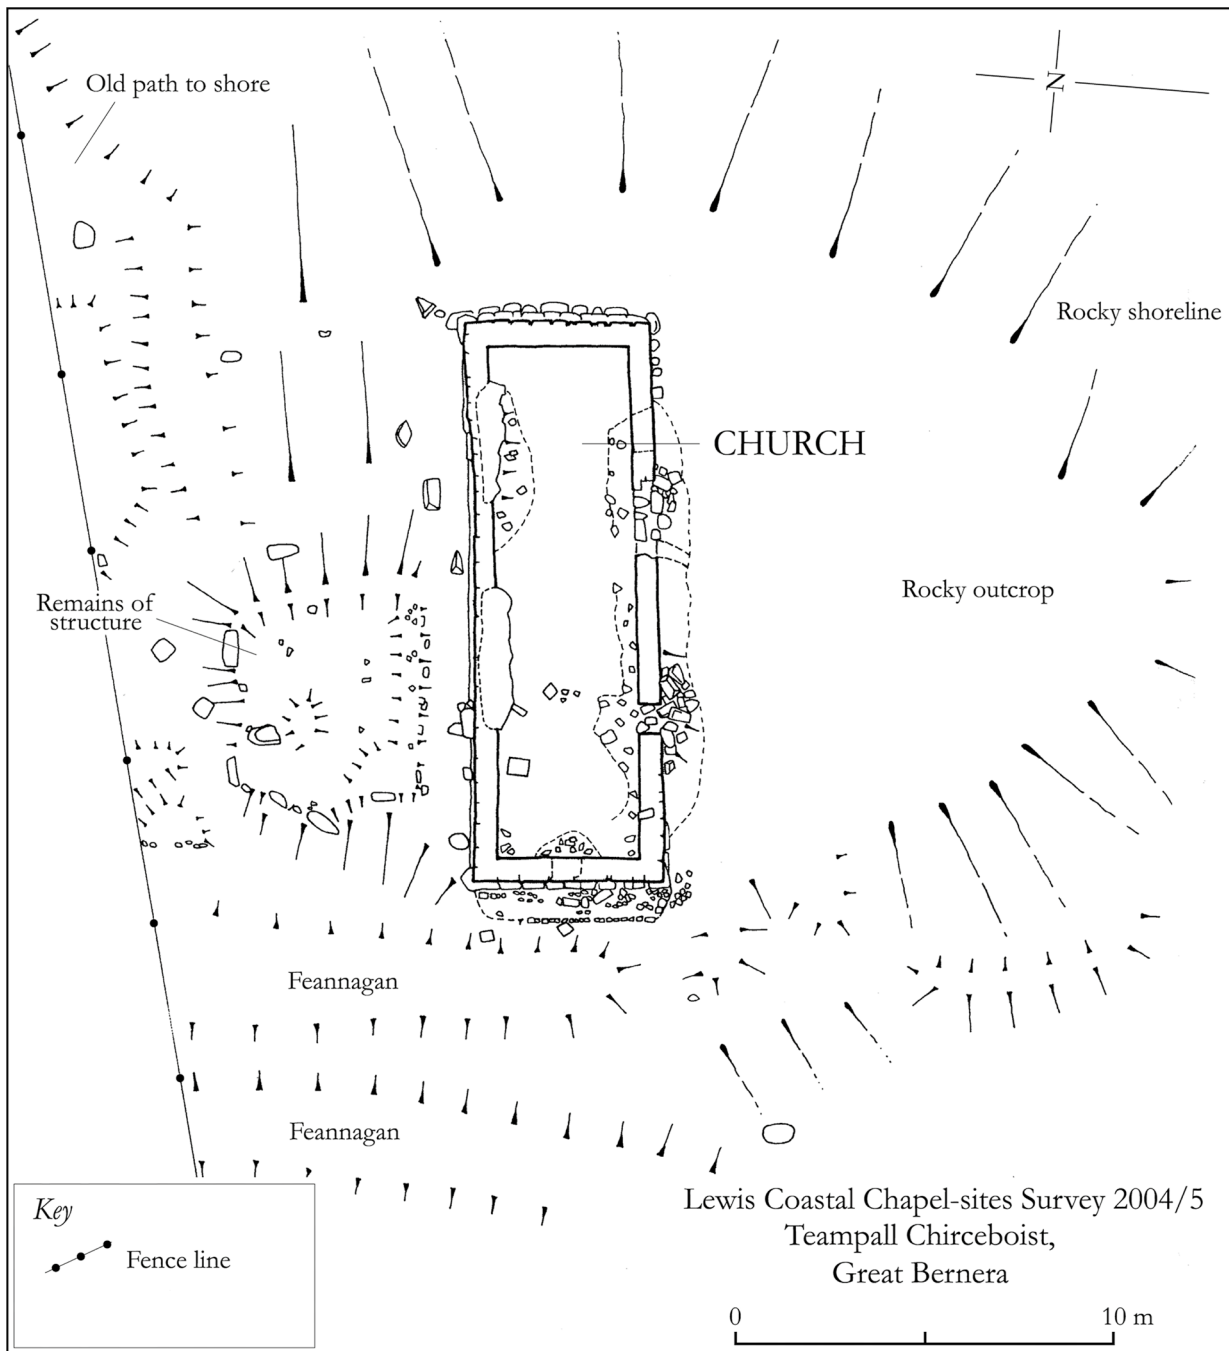 Old path to shore
N
Rocky shoreline
CHURCH
Rocky outcrop
Remains of
structure
Feannagan
Feannagan
Key
Fence line
Lewis Coastal Chapel-sites Survey 2004/5
Teampall Chirceboist,
Great Bernera
0
10 m